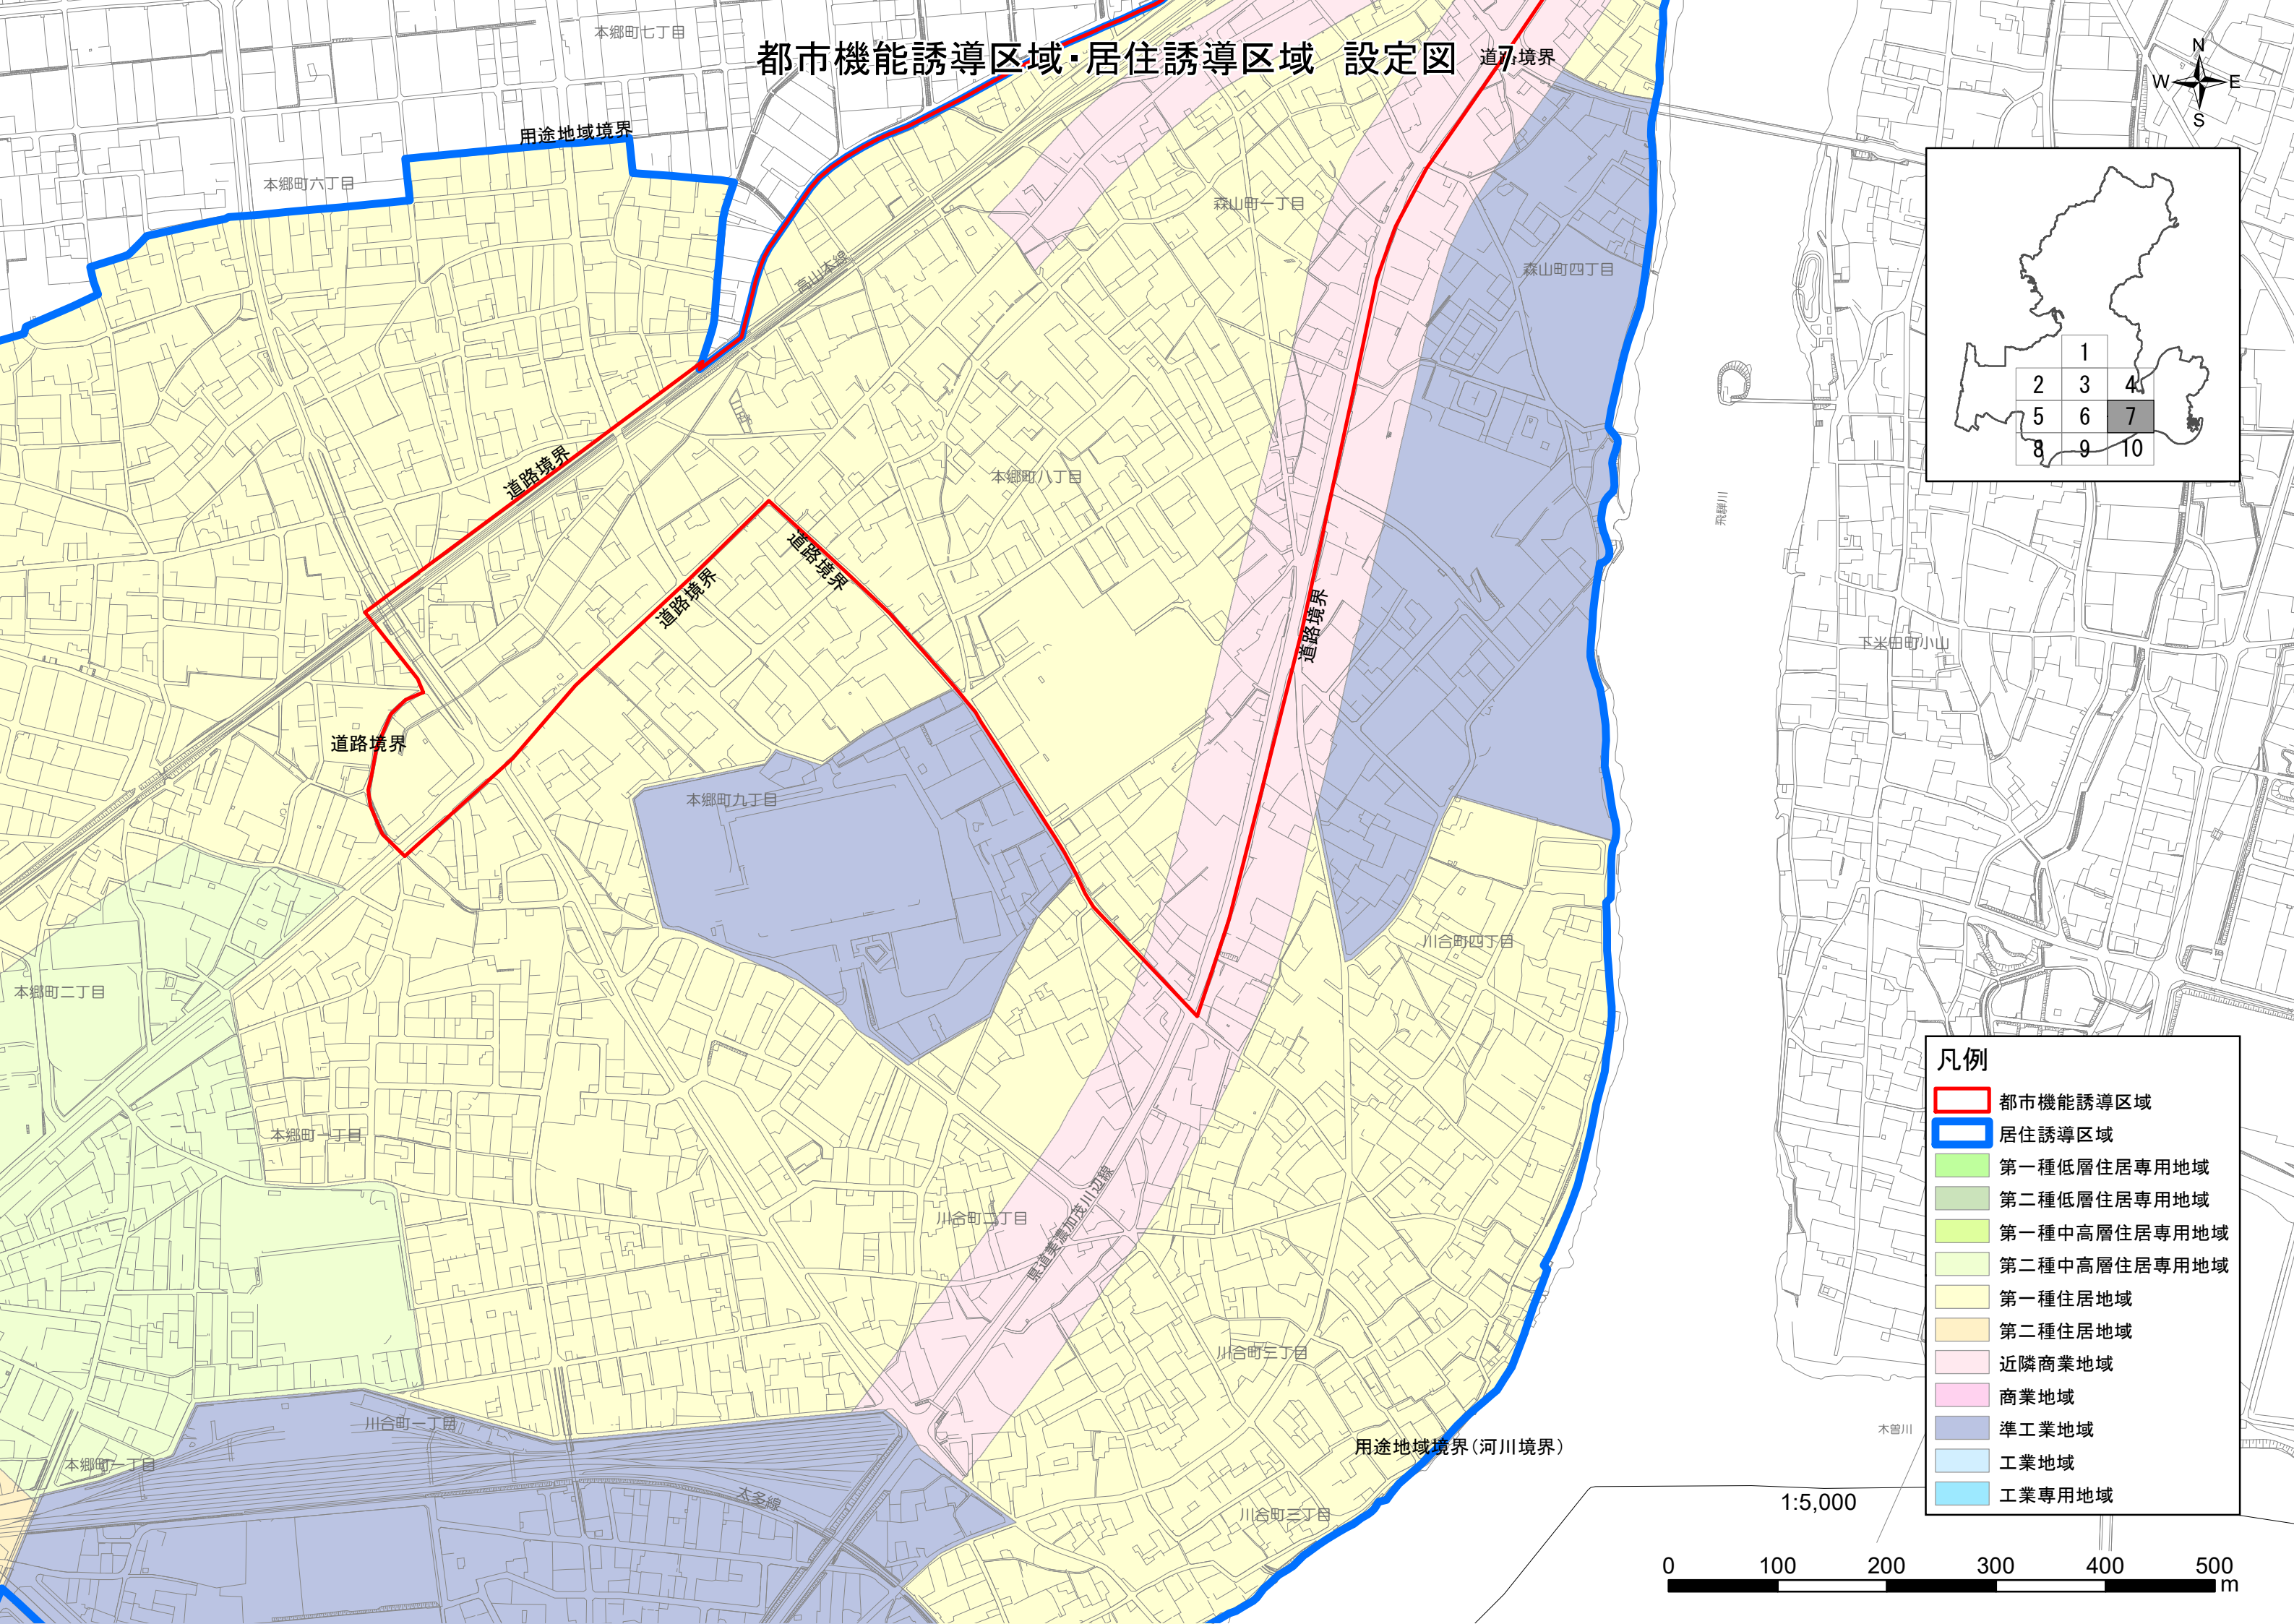 都市機能誘導区域・居住誘導区域　設定図　7
道路境界
本郷町七丁目
用途地域境界
本郷町六丁目
森山町一丁目
高山本線
森山町四丁目
N
W
E
S
1
2 3 4
5 6 7
8 9 10
道路境界
本郷町八丁目
飛騨川
道路境界
道路境界
道路境界
下米田町小山
道路境界
本郷町九丁目
川合町四丁目
本郷町二丁目
本郷町一丁目
川合町二丁目
県道美濃加茂川辺線
川合町三丁目
川合町一丁目
用途地域境界（河川境界）
木曽川
本郷町一丁目
太多線
川合町三丁目
凡例
都市機能誘導区域
居住誘導区域
第一種低層住居専用地域
第二種低層住居専用地域
第一種中高層住居専用地域
第二種中高層住居専用地域
第一種住居地域
第二種住居地域
近隣商業地域
商業地域
準工業地域
工業地域
工業専用地域
1:5,000
0 100 200 300 400 500
m